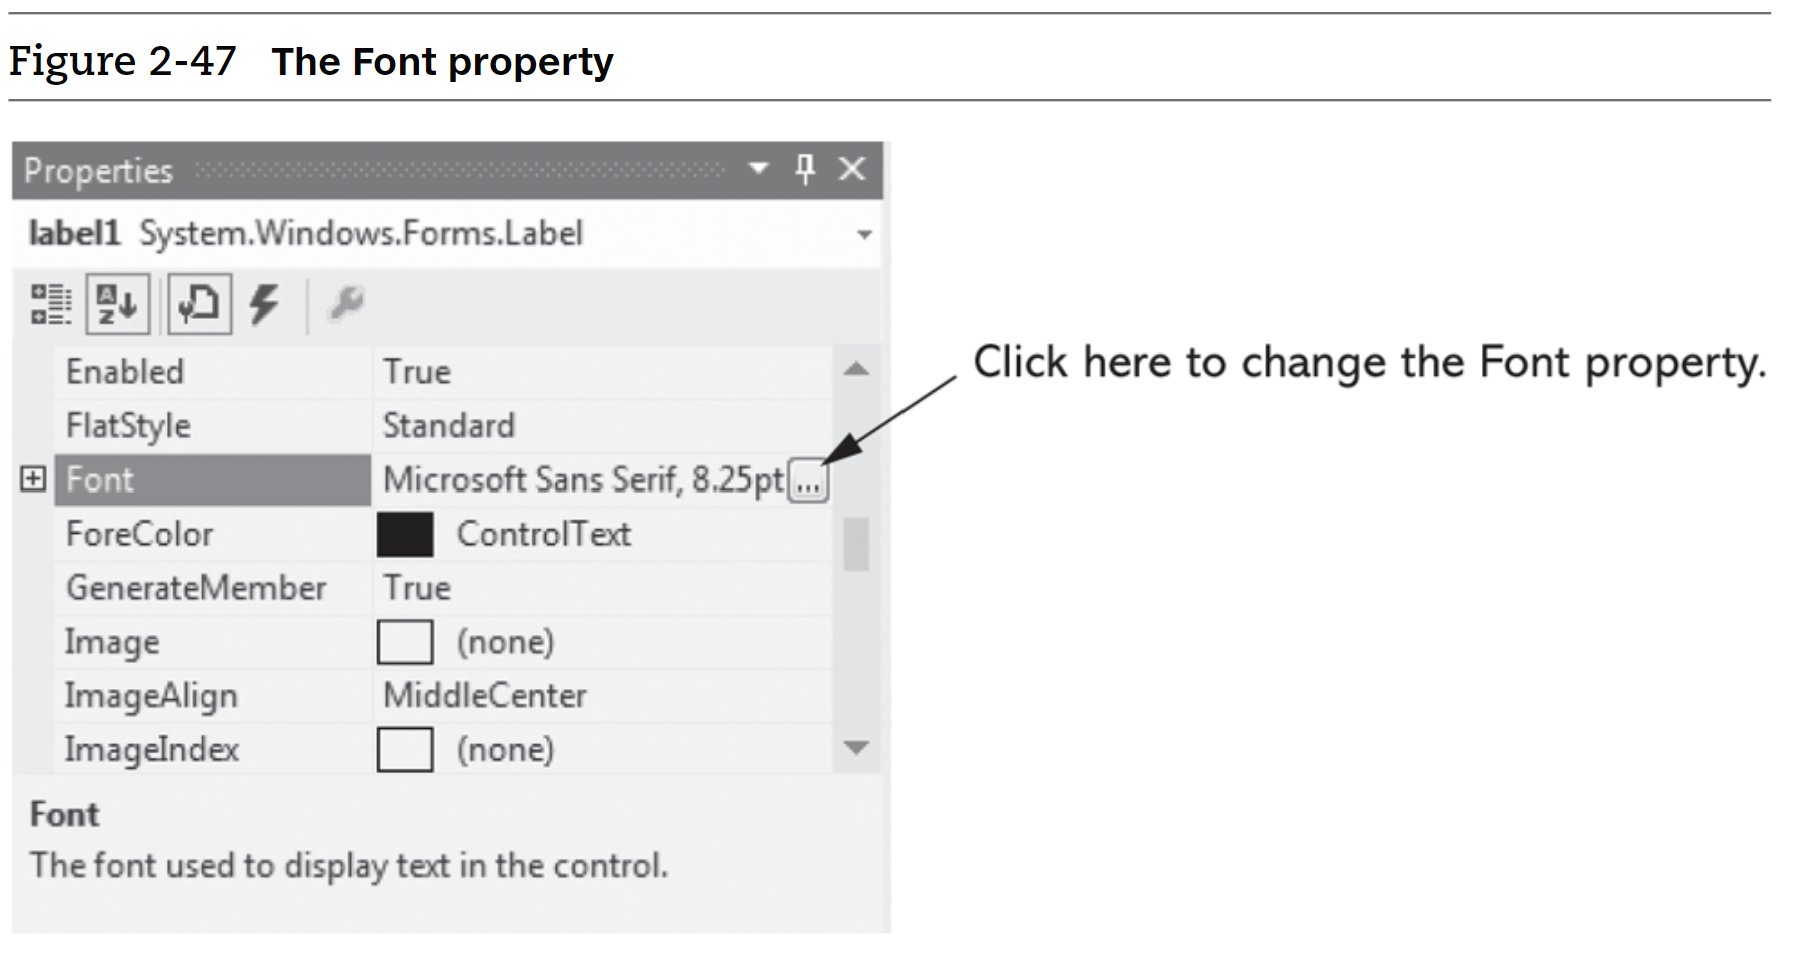 Figure 2-47 The Font property
Properties
label1 System.Windows.Forms.Label
Enabled True
FlatStyle Standard
Click here to change the Font property.
Font Microsoft Sans Serif, 8.25pt ...
ForeColor ControlText
GenerateMember True
Image (none)
ImageAlign MiddleCenter
ImageIndex (none)
Font
The font used to display text in the control.